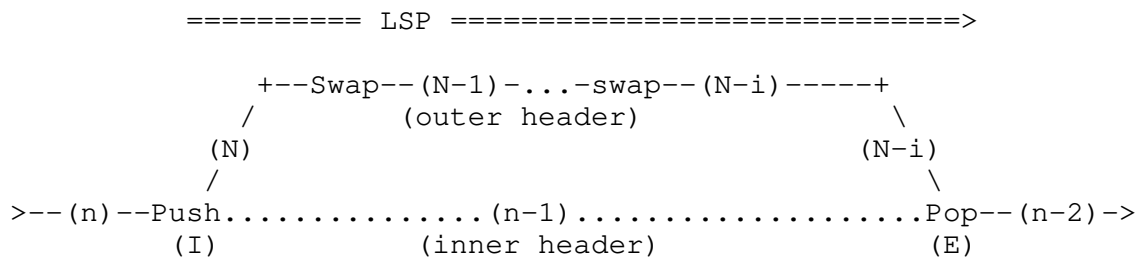 ========== LSP =============================>
+--Swap--(N-1)-...-swap--(N-i)-----+
/ (outer header) \
(N) (N-i)
/ \
>--(n)--Push...............(n-1).....................Pop--(n-2)->
(I) (inner header) (E)